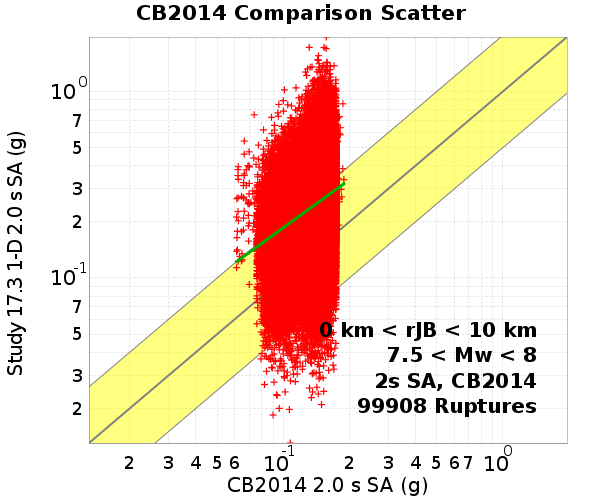 CB2014 Comparison Scatter
Study 17.3 1-D 2.0 s SA (g)
10^0
7
5
3
2
10^-1
7
5
3
2
0 km < rJB < 10 km
7.5 < Mw < 8
2s SA, CB2014
99908 Ruptures
2 3 4 5 6 10^-1 2 3 4 5 6 7 10^0
CB2014 2.0 s SA (g)